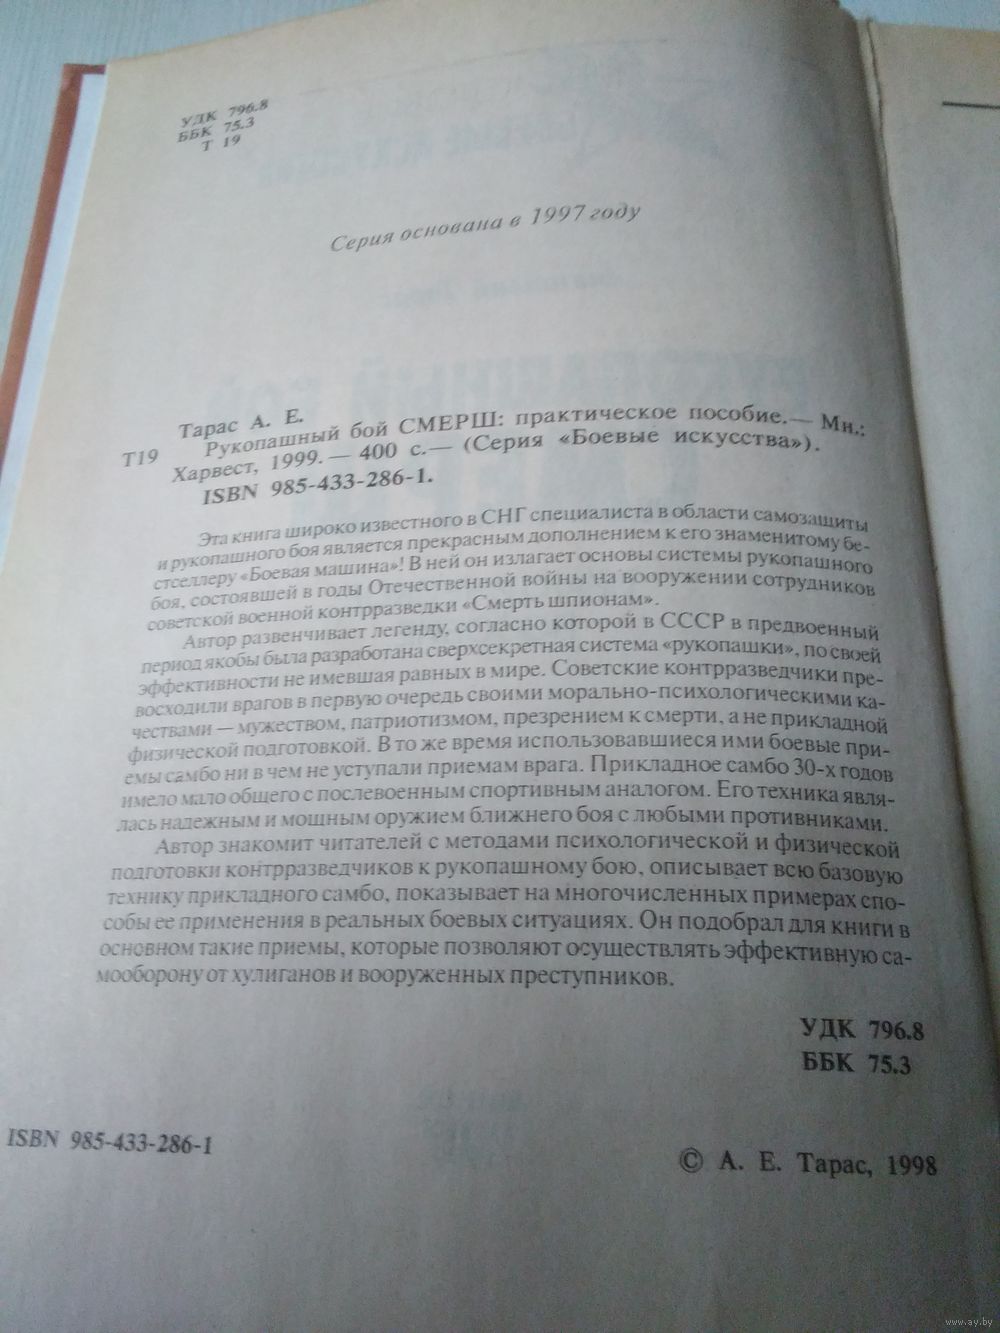 УДК 796.8
ББК 75.3
Т 19
Серия основана в 1997 году
Тарас А. Е.
Т19 Рукопашный бой СМЕРШ: практическое пособие.— Мн.:
Харвест, 1999.— 400 с.— (Серия «Боевые искусства»).
ISBN 985-433-286-1.
Эта книга широко известного в СНГ специалиста в области самозащиты
и рукопашного боя является прекрасным дополнением к его знаменитому бе-
стселлеру «Боевая машина»! В ней он излагает основы системы рукопашного
боя, состоявшей в годы Отечественной войны на вооружении сотрудников
советской военной контрразведки «Смерть шпионам».
Автор развенчивает легенду, согласно которой в СССР в предвоенный
период якобы была разработана сверхсекретная система «рукопашки», по своей
эффективности не имевшая равных в мире. Советские контрразведчики пре-
восходили врагов в первую очередь своими морально-психологическими ка-
чествами — мужеством, патриотизмом, презрением к смерти, а не прикладной
физической подготовкой. В то же время использовавшиеся ими боевые при-
емы самбо ни в чем не уступали приемам врага. Прикладное самбо 30-х годов
имело мало общего с послевоенным спортивным аналогом. Его техника явля-
лась надежным и мощным оружием ближнего боя с любыми противниками.
Автор знакомит читателей с методами психологической и физической
подготовки контрразведчиков к рукопашному бою, описывает всю базовую
технику прикладного самбо, показывает на многочисленных примерах спо-
собы ее применения в реальных боевых ситуациях. Он подобрал для книги в
основном такие приемы, которые позволяют осуществлять эффективную са-
мооборону от хулиганов и вооруженных преступников.
УДК 796.8
ББК 75.3
ISBN 985-433-286-1
© А. Е. Тарас, 1998
www.ay.by